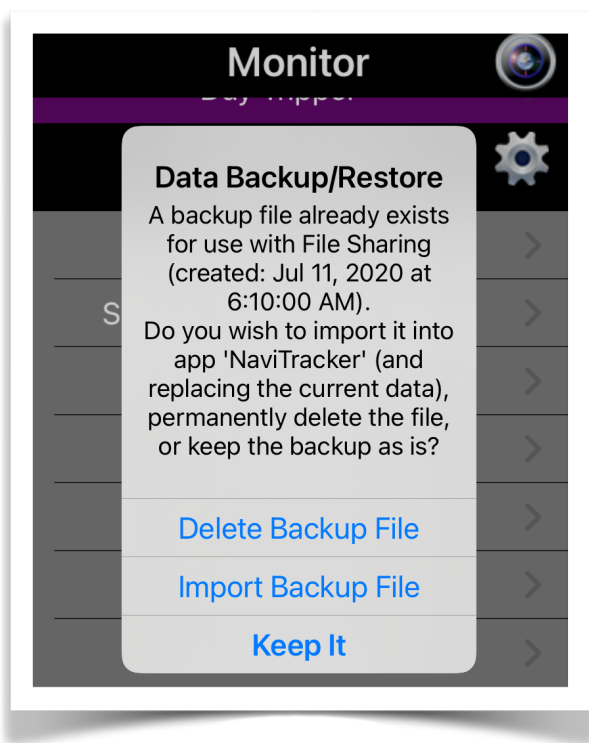 Monitor
Data Backup/Restore
A backup file already exists
for use with File Sharing
(created: Jul 11, 2020 at
6:10:00 AM).
Do you wish to import it into
app 'NaviTracker' (and
replacing the current data),
permanently delete the file,
or keep the backup as is?
S
Delete Backup File
Import Backup File
Keep It